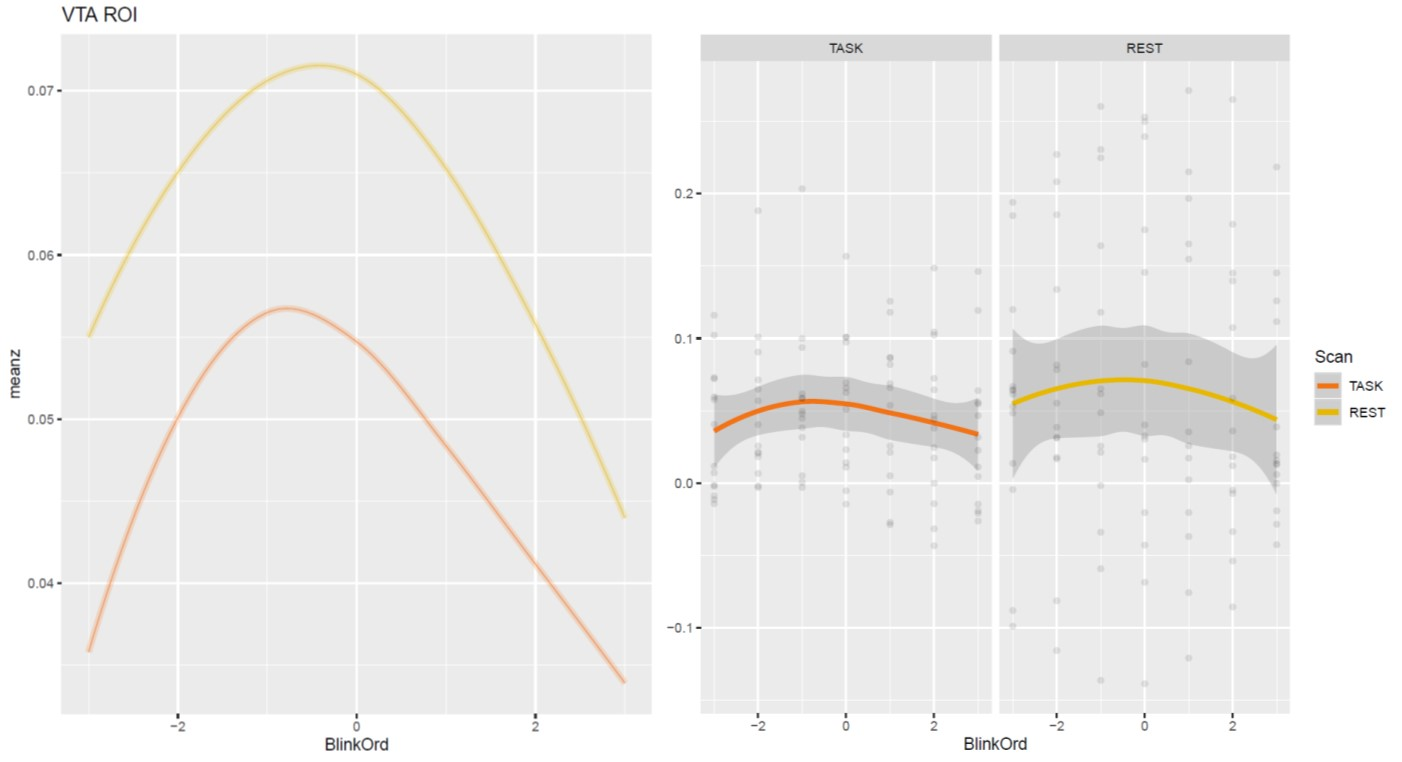 VTA ROI
meanz
0.07
0.06
0.05
0.04
−2 0 2
BlinkOrd
TASK REST
0.2
0.1
0.0
−0.1
−2 0 2 −2 0 2
BlinkOrd
Scan
TASK
REST